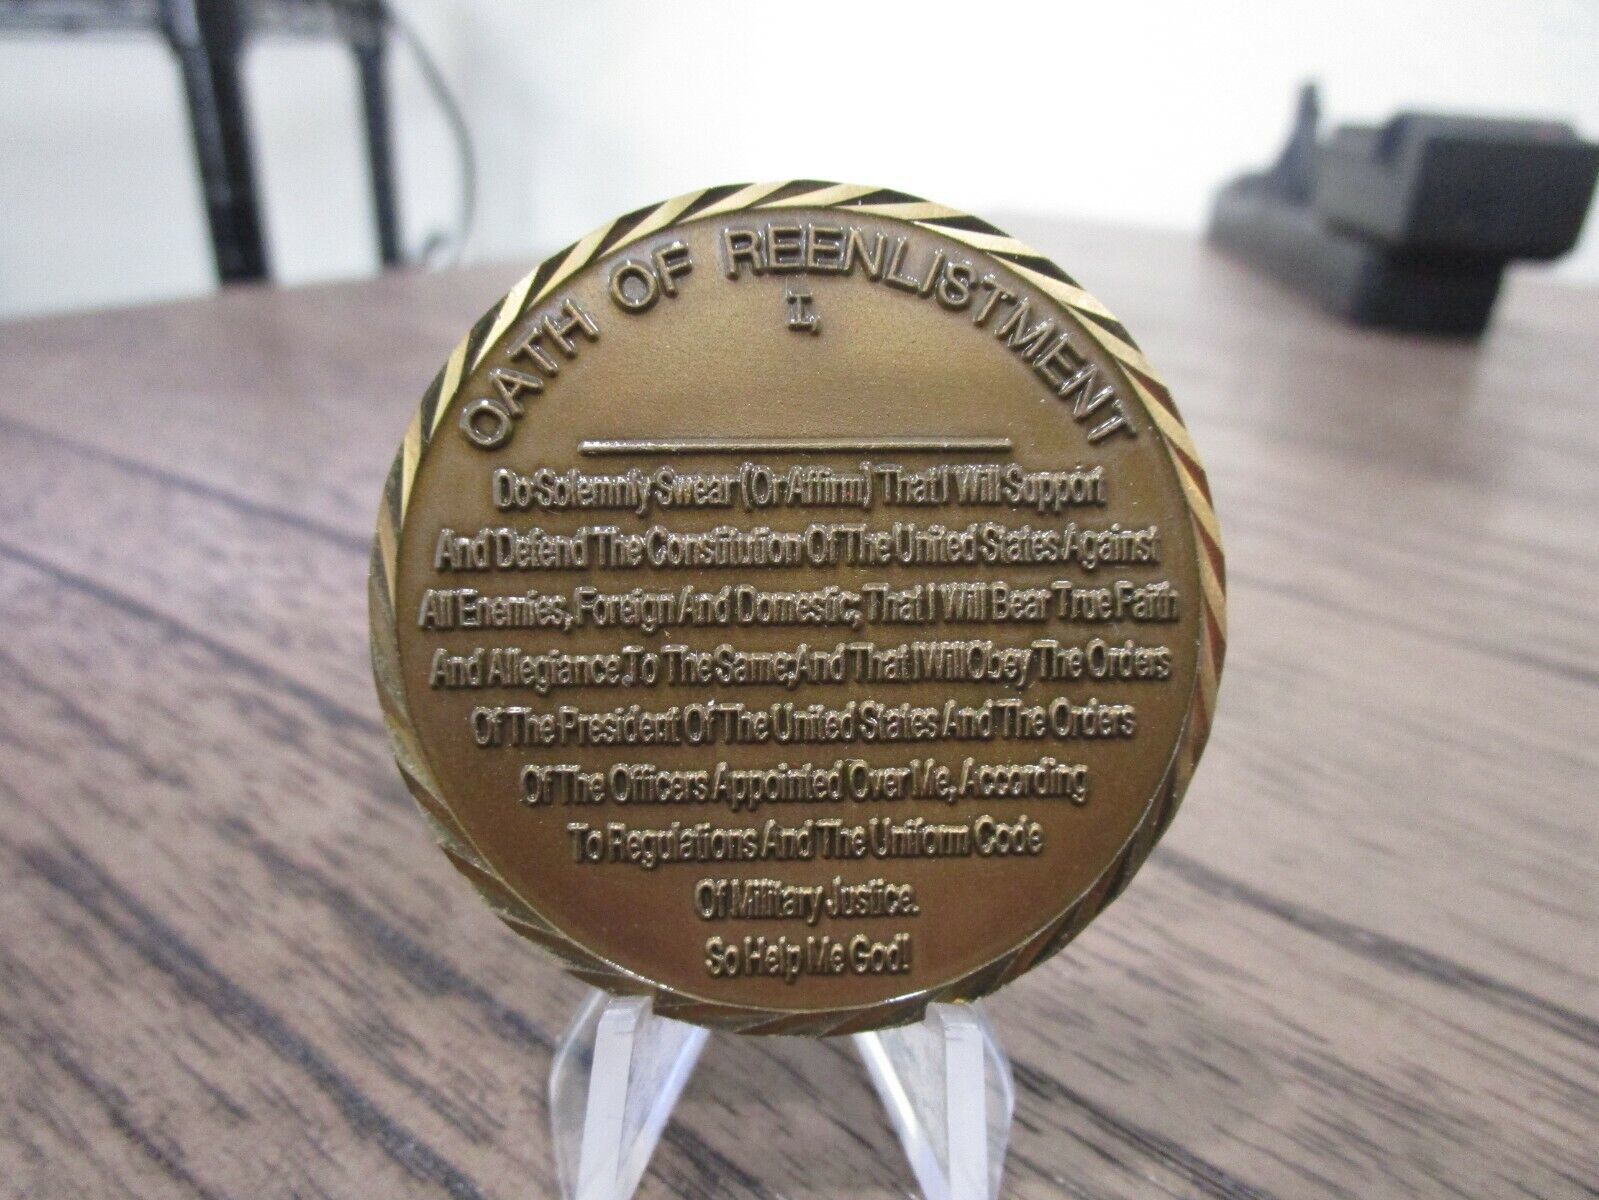 OATH OF REENLISTMENT
I,
Do Solemnly Swear (Or Affirm) That I Will Support
And Defend The Constitution Of The United States Against
All Enemies, Foreign And Domestic; That I Will Bear True Faith
And Allegiance To The Same; And That I Will Obey The Orders
Of The President Of The United States And The Orders
Of The Officers Appointed Over Me, According
To Regulations And The Uniform Code
Of Military Justice.
So Help Me God!